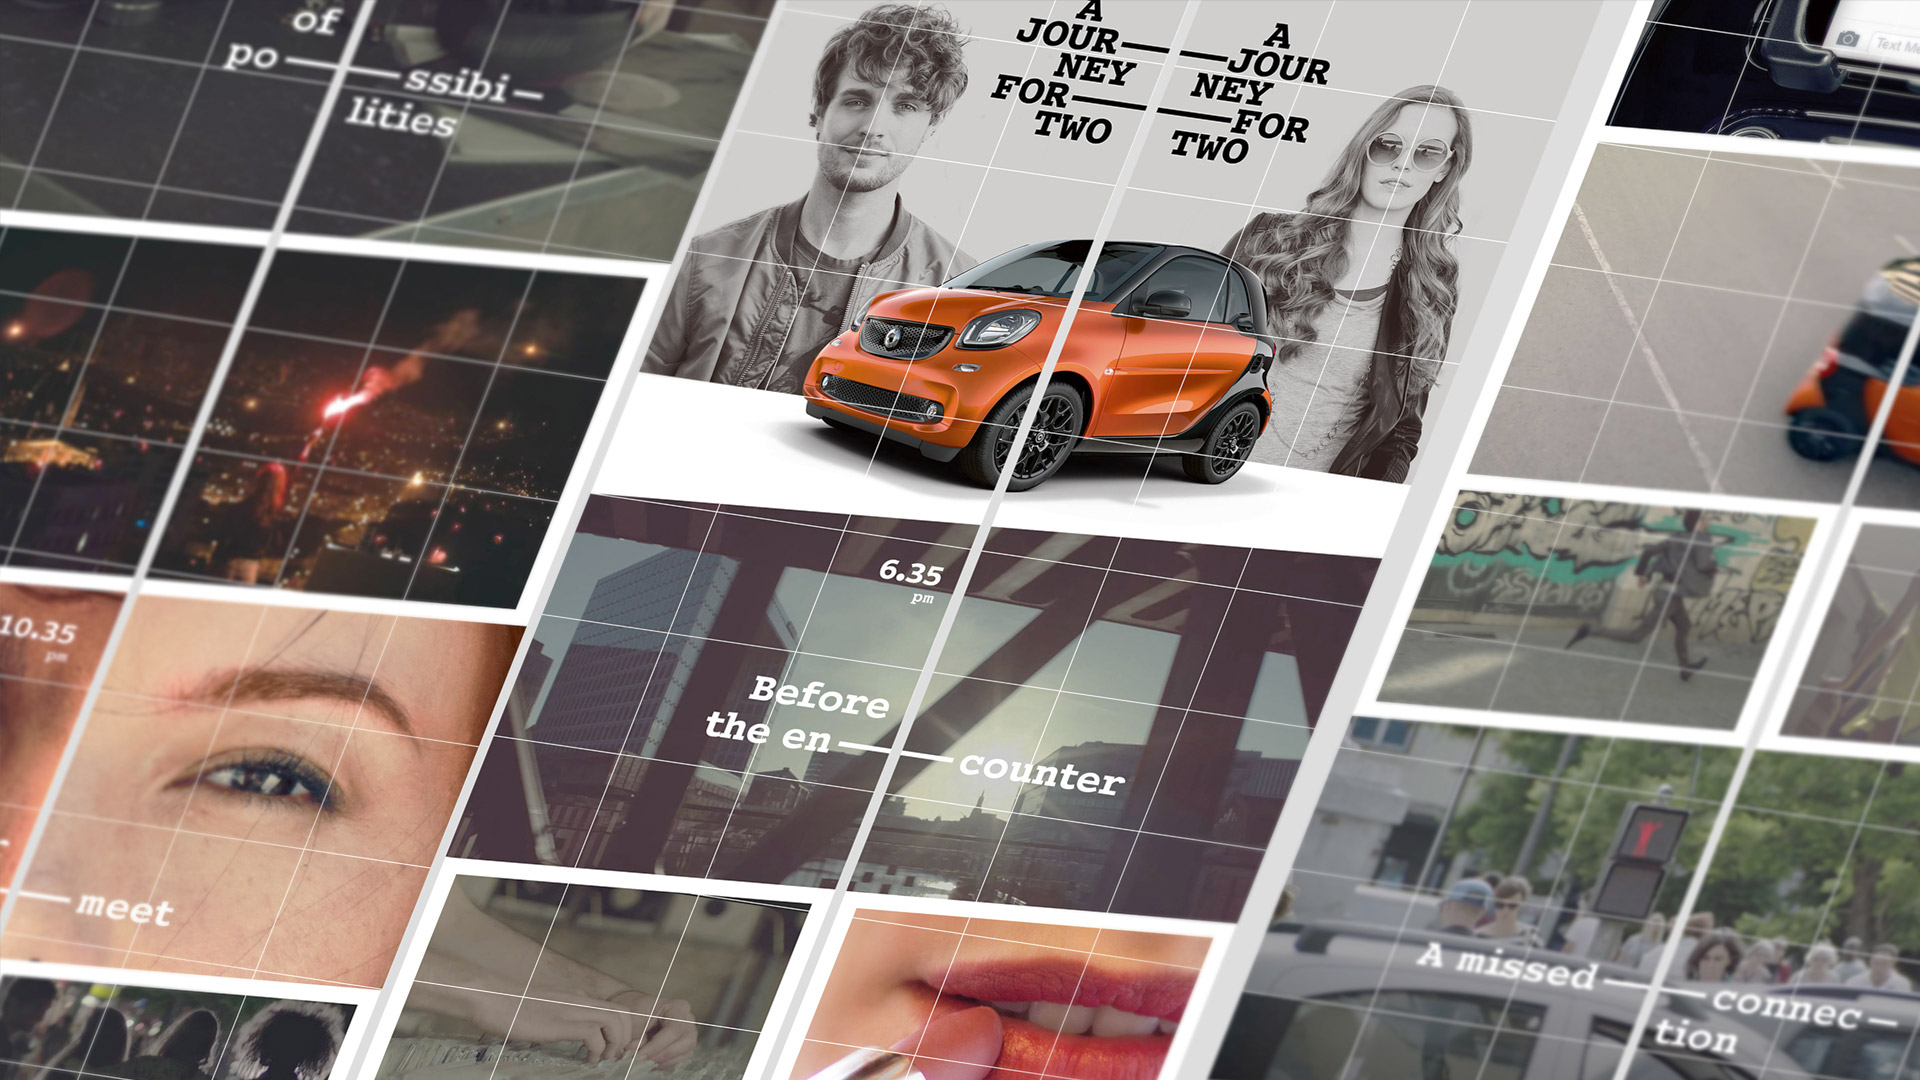 of
po — ssibi —
lities
A
JOUR
NEY
FOR
TWO
A
JOUR
NEY
FOR
TWO
Text Me
10.35
pm
meet
6.35
pm
Before
the en — counter
A missed — connec —
tion